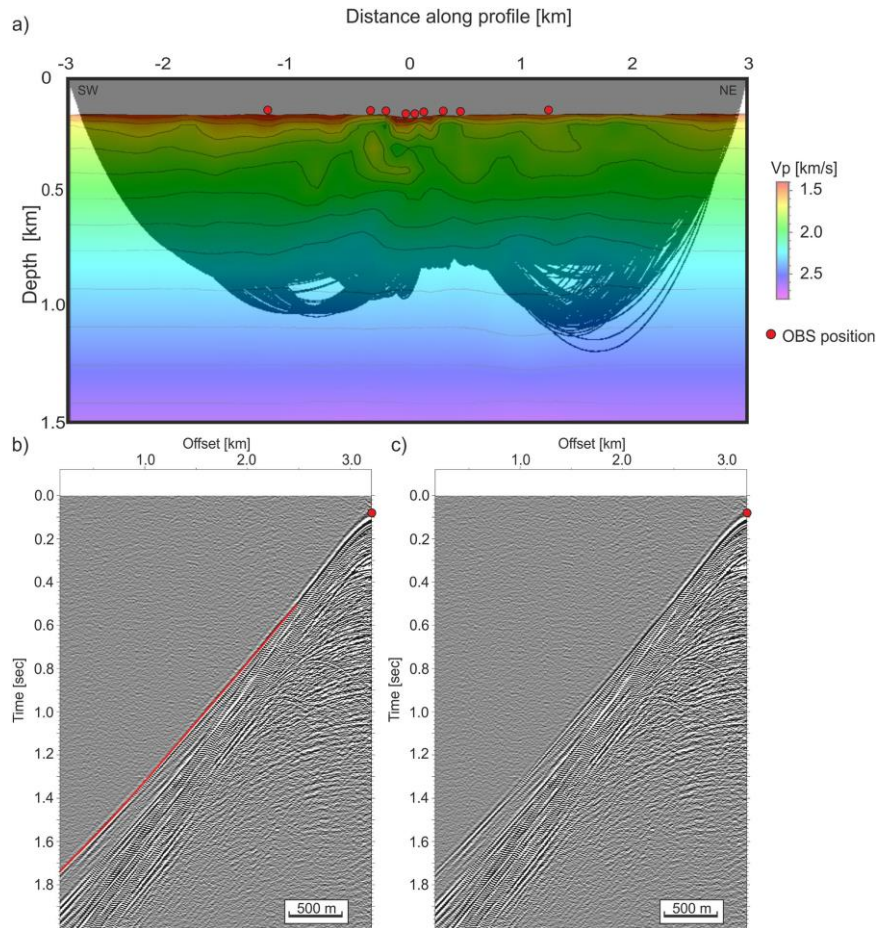 Distance along profile [km]
a)
-3 -2 -1 0 1 2 3
SW NE
0
0.5
1.0
1.5
Depth [km]
Vp [km/s]
1.5
2.0
2.5
OBS position
b)
Offset [km]
1.0 2.0 3.0
0.0
0.2
0.4
0.6
0.8
1.0
1.2
1.4
1.6
1.8
Time [sec]
500 m
c)
Offset [km]
1.0 2.0 3.0
0.0
0.2
0.4
0.6
0.8
1.0
1.2
1.4
1.6
1.8
Time [sec]
500 m